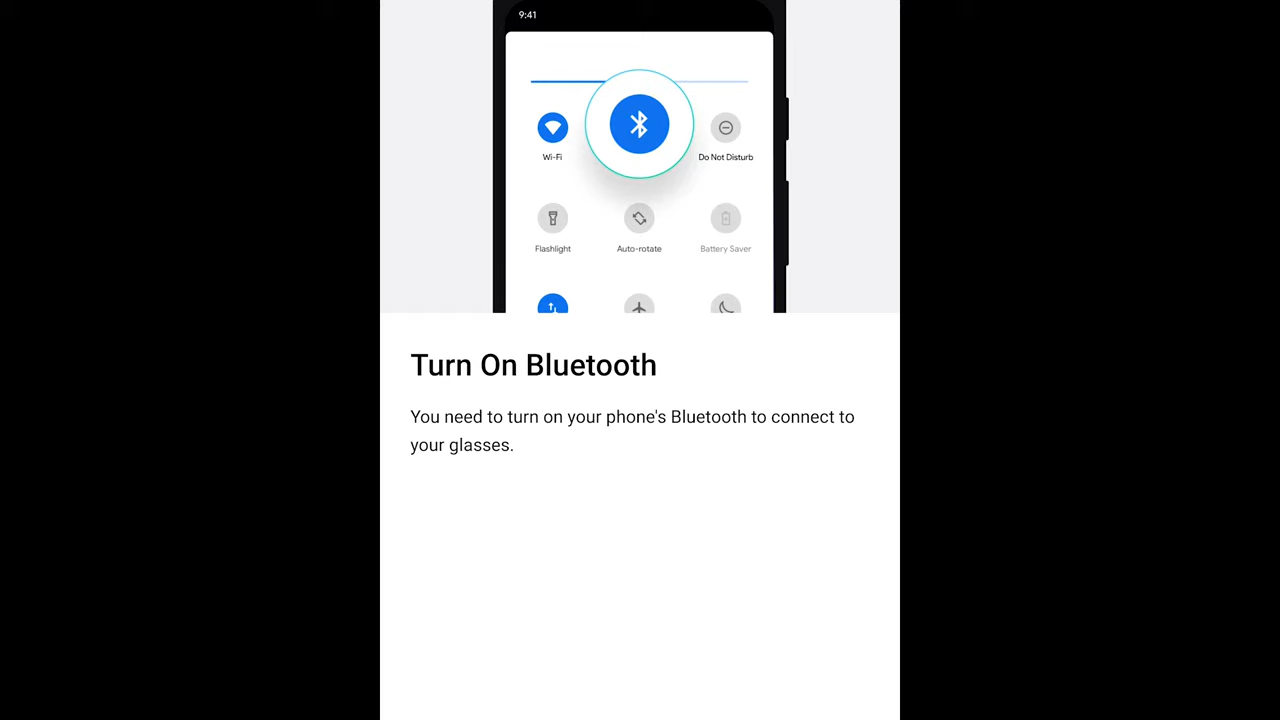 9:41
Wi-Fi
Do Not Disturb
Flashlight
Auto-rotate
Battery Saver
Turn On Bluetooth
You need to turn on your phone's Bluetooth to connect to
your glasses.